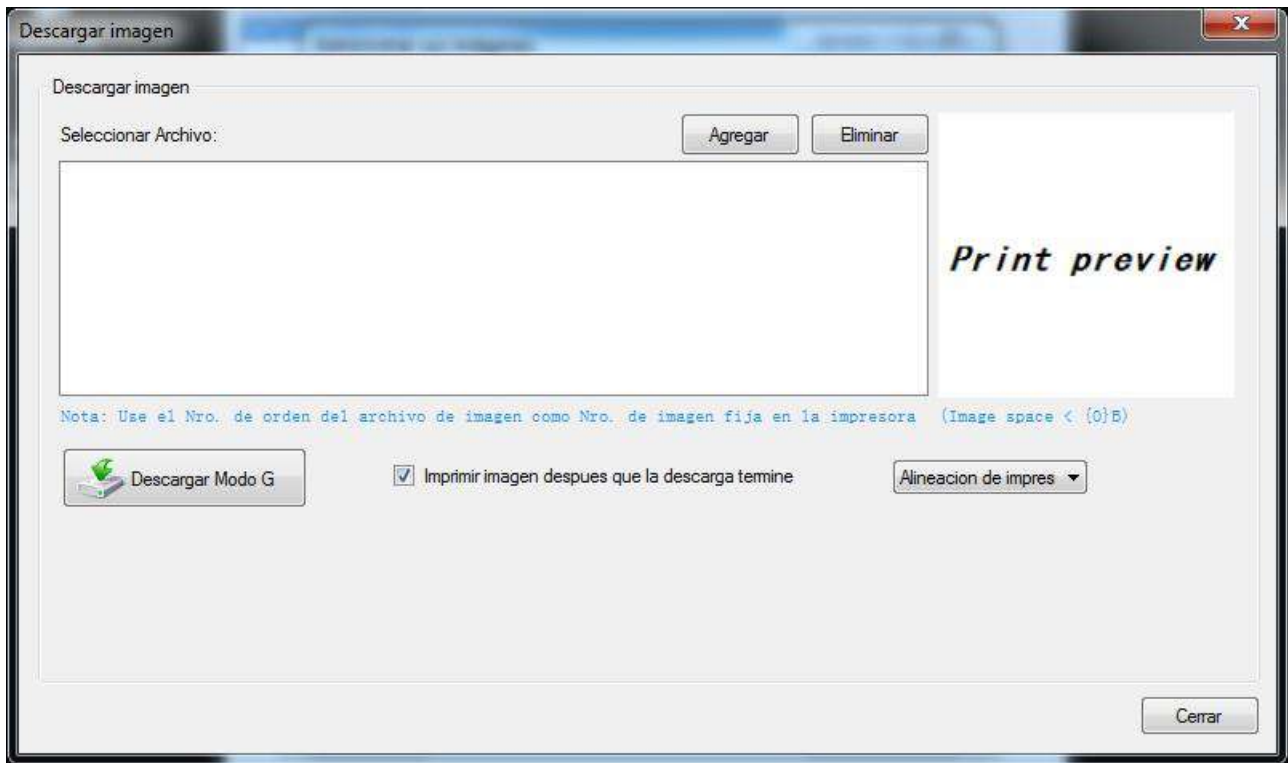 Descargar imagen
Descargar imagen
Seleccionar Archivo:
Agregar
Eliminar
Print preview
Nota: Use el Nro. de orden del archivo de imagen como Nro. de imagen fija en la impresora (Image space < {0}B)
Descargar Modo G
Imprimir imagen despues que la descarga termine
Alineacion de impres
Cerrar